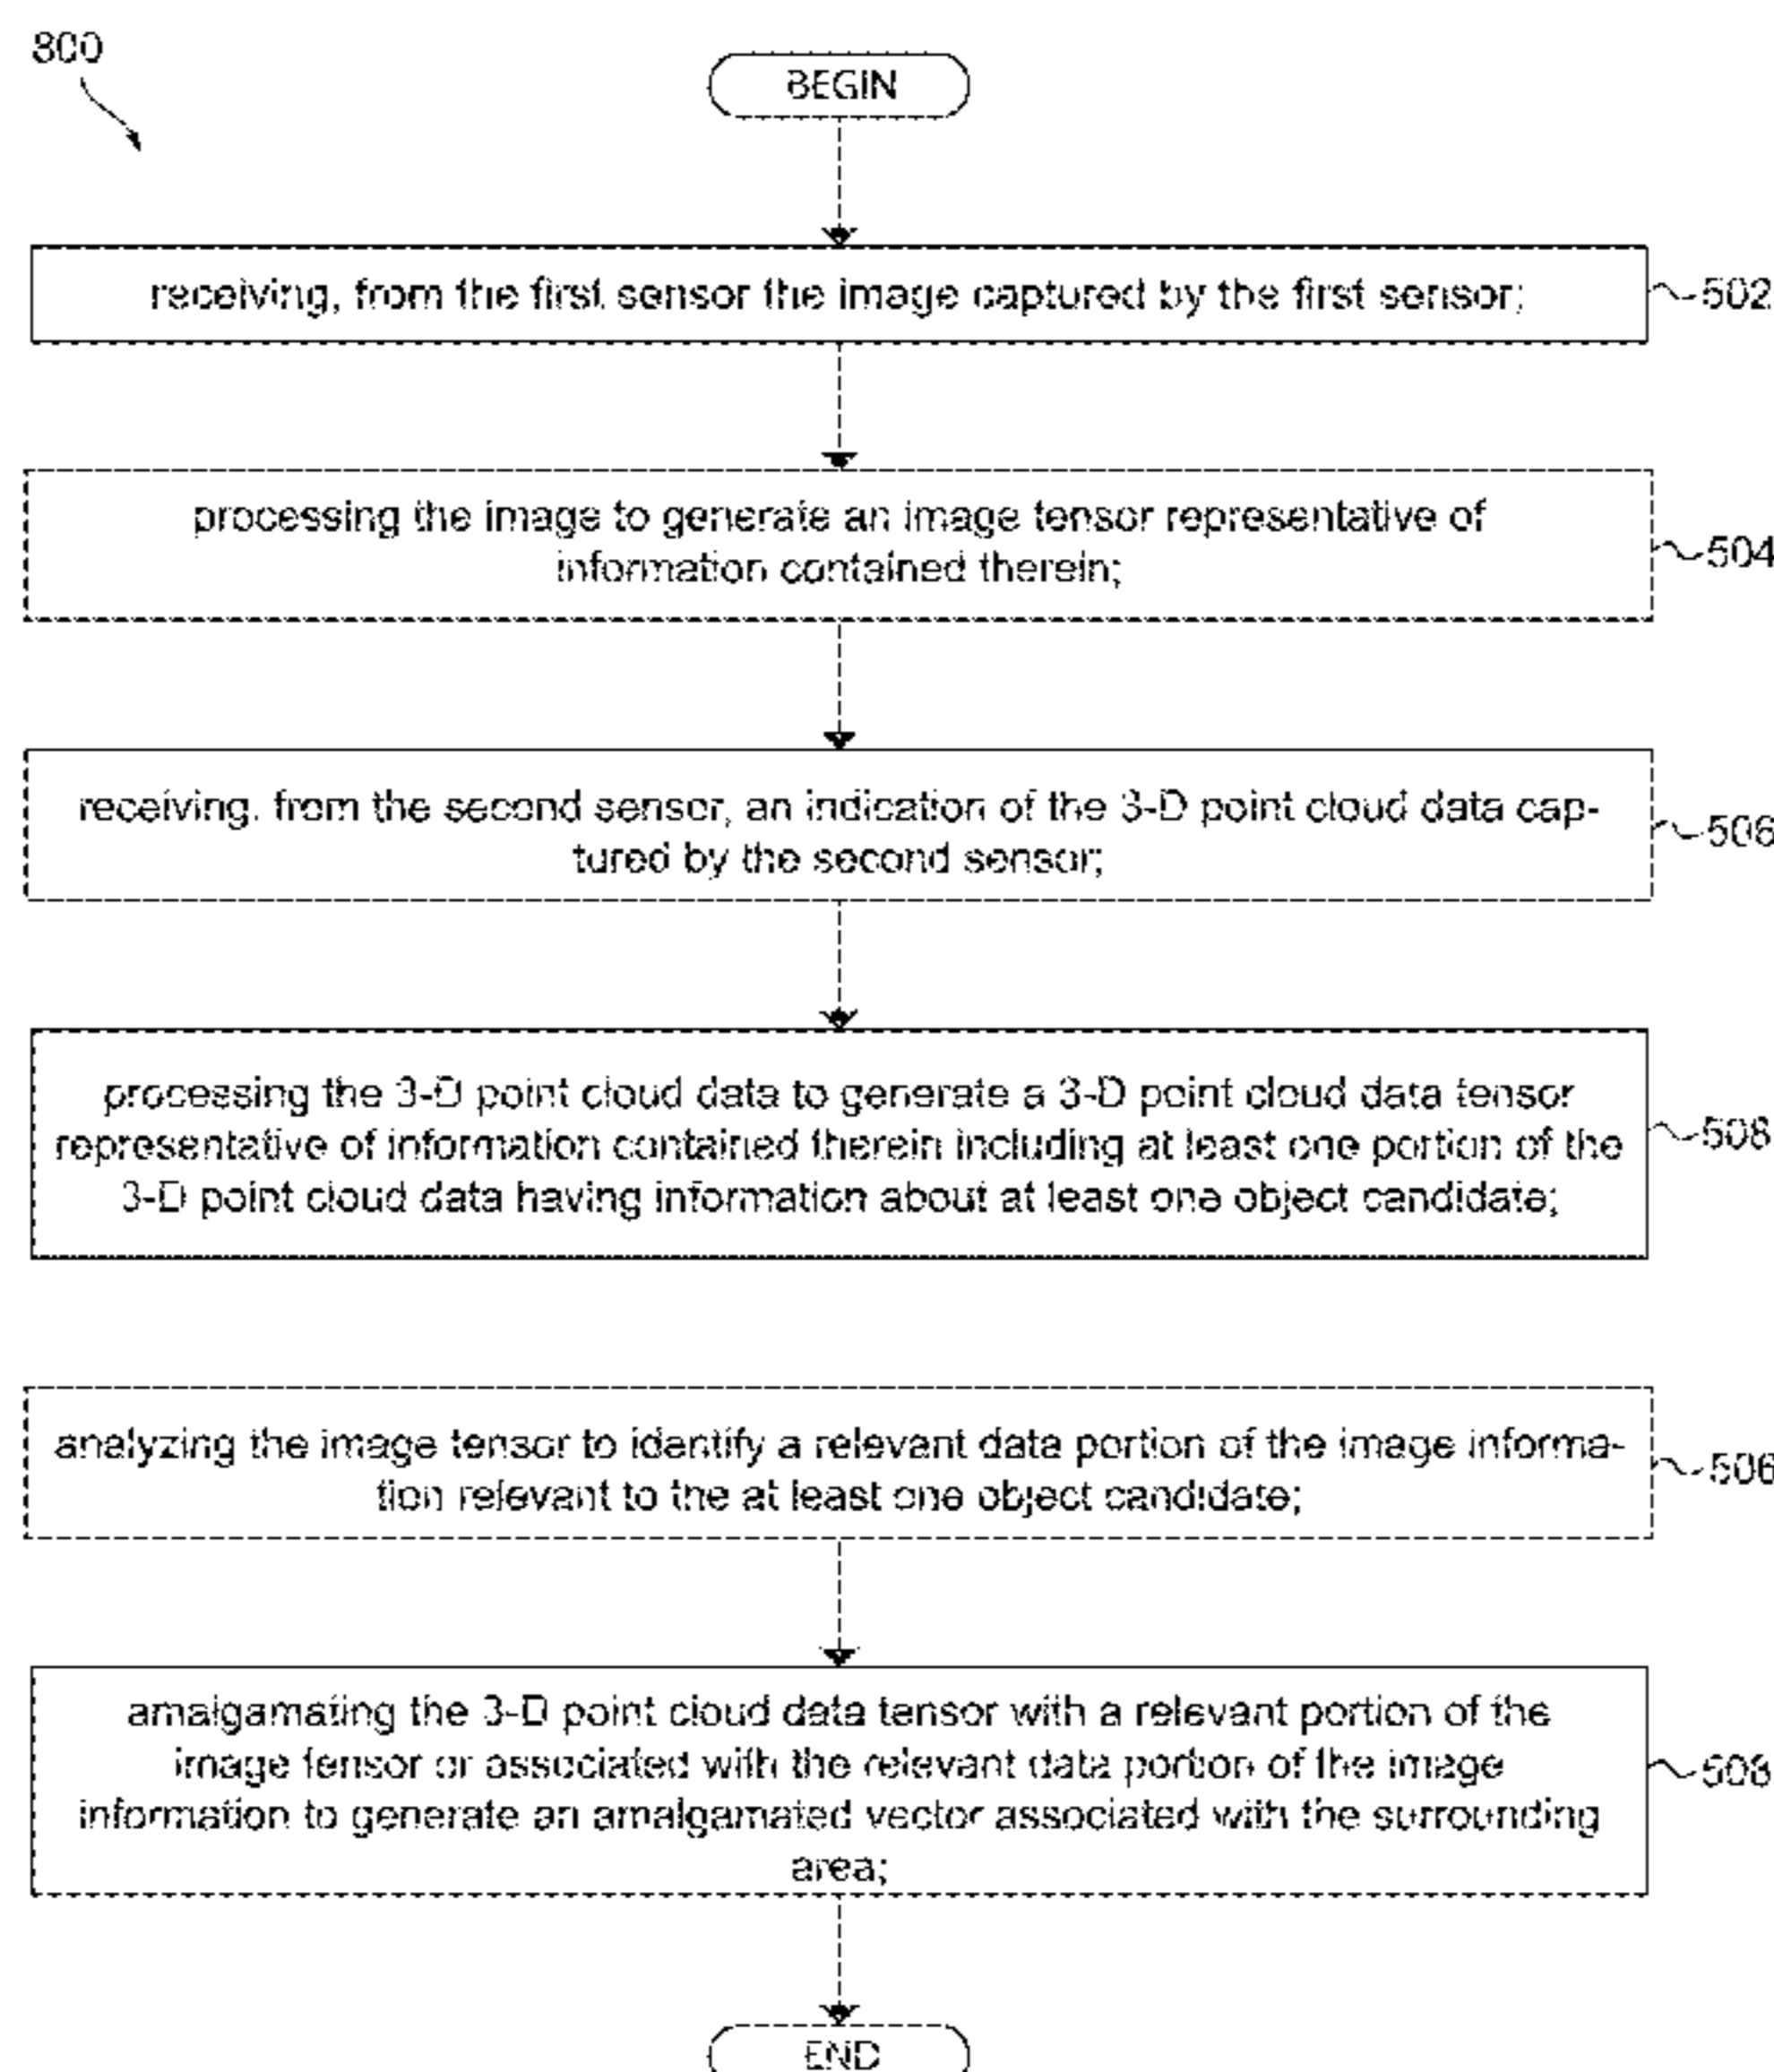 800
BEGIN
receiving, from the first sensor the image captured by the first sensor;
502
processing the image to generate an image tensor representative of
information contained therein;
504
receiving, from the second sensor, an indication of the 3-D point cloud data cap-
tured by the second sensor;
506
processing the 3-D point cloud data to generate a 3-D point cloud data tensor
representative of information contained therein including at least one portion of the
3-D point cloud data having information about at least one object candidate;
508
analyzing the image tensor to identify a relevant data portion of the image informa-
tion relevant to the at least one object candidate;
506
amalgamating the 3-D point cloud data tensor with a relevant portion of the
image tensor or associated with the relevant data portion of the image
information to generate an amalgamated vector associated with the surrounding
area;
508
END